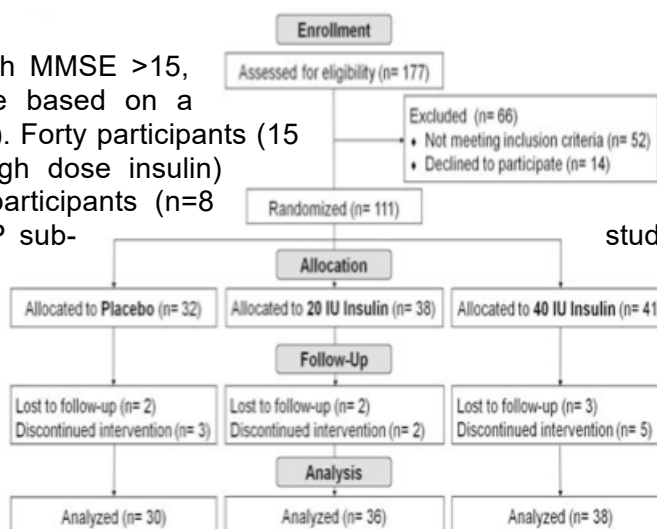 Enrollment
h MMSE >15,
Assessed for eligibility (n= 177)
e based on a
). Forty participants (15
Excluded (n= 66)
♦ Not meeting inclusion criteria (n= 52)
♦ Declined to participate (n= 14)
gh dose insulin)
participants (n=8
Randomized (n= 111)
P sub-
stud
Allocation
Allocated to Placebo (n= 32)
Allocated to 20 IU Insulin (n= 38)
Allocated to 40 IU Insulin (n= 41
Follow-Up
Lost to follow-up (n= 2)
Discontinued intervention (n= 3)
Lost to follow-up (n= 2)
Discontinued intervention (n= 2)
Lost to follow-up (n= 3)
Discontinued intervention (n= 5)
Analysis
Analyzed (n= 30)
Analyzed (n= 36)
Analyzed (n= 38)